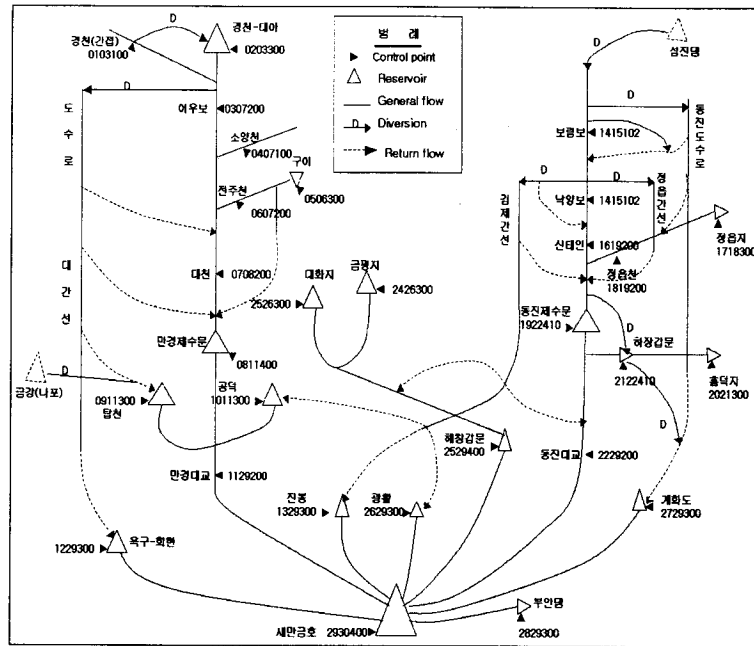 경천(간접)
0103100
D
경천-대아
0203300
D
도수로
이우보
0307200
소양천
0407100
구이
0506300
전주천
0607200
대천
0708200
대간선
만경제수문
0811400
금강(나포)
D
0911300
탑천
공덕
1011300
만경대교
1129200
옥구-회현
1229300
범 례
Control point
Reservoir
General flow
D
Diversion
Return flow
대화지
2526300
금평지
2426300
진봉
1329300
광활
2629300
해창갑문
2529400
새만금호
2930400
D
섬진댐
D
보림보
1415102
동진도수로
D
D
김제간선
정읍간선
낙양보
1415102
신태인
1619200
정읍천
1819200
정읍지
1718300
동진제수문
1922410
D
하장갑문
2122410
흥덕지
2021300
D
동진대교
2229200
계화도
2729300
부안댐
2829300